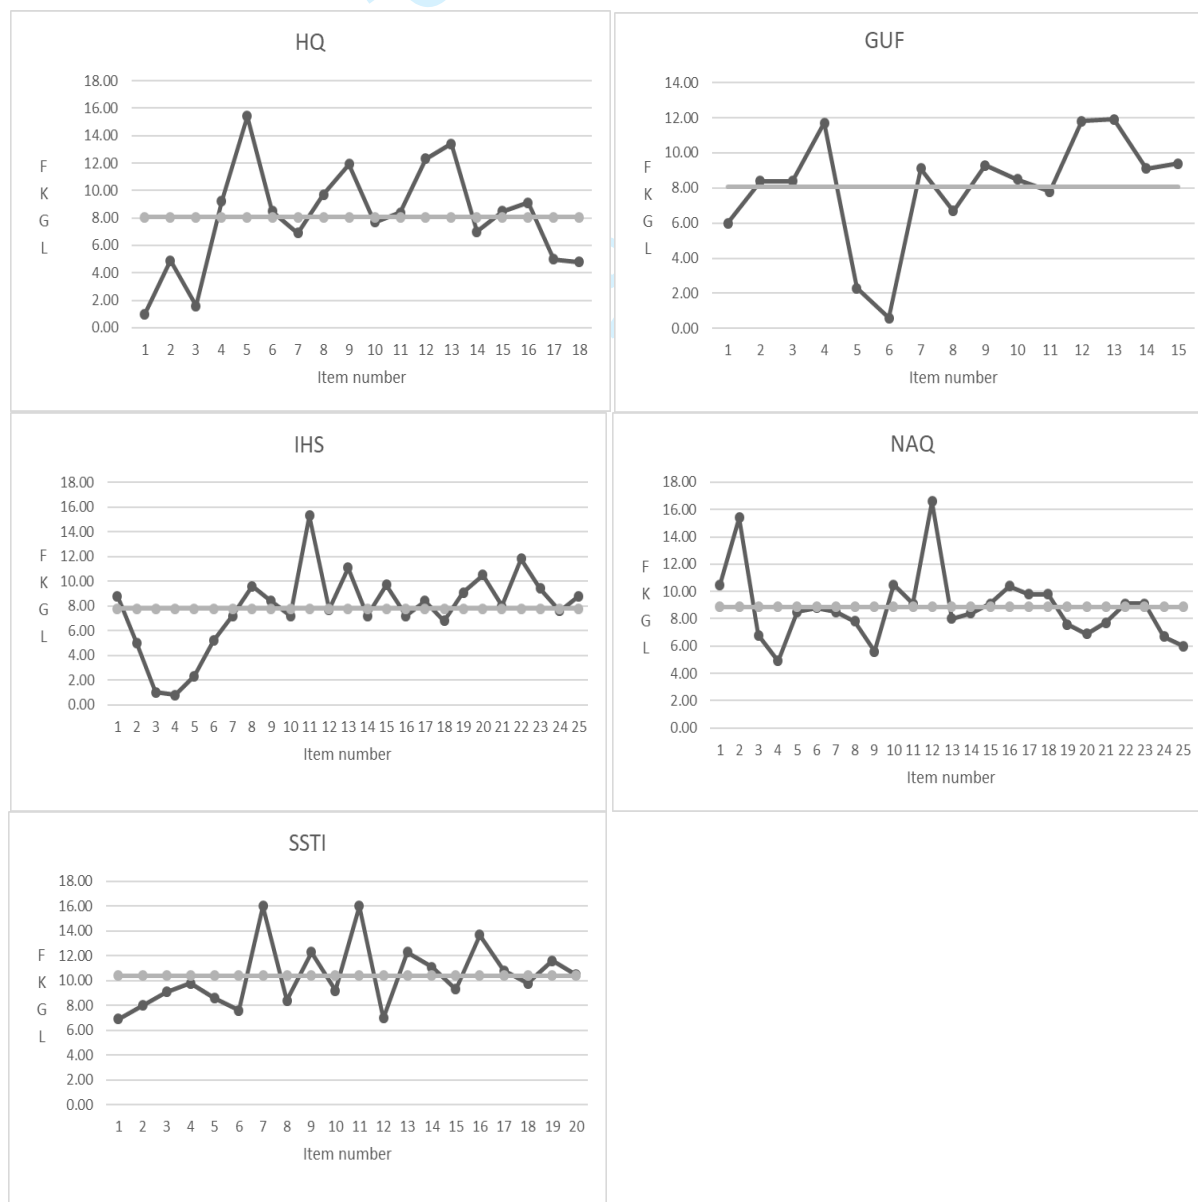 HQ
18.00
16.00
14.00
12.00
10.00
8.00
6.00
4.00
2.00
0.00
F
K
G
L
1 2 3 4 5 6 7 8 9 10 11 12 13 14 15 16 17 18
Item number
GUF
14.00
12.00
10.00
8.00
6.00
4.00
2.00
0.00
F
K
G
L
1 2 3 4 5 6 7 8 9 10 11 12 13 14 15
Item number
IHS
18.00
16.00
14.00
12.00
10.00
8.00
6.00
4.00
2.00
0.00
F
K
G
L
1 2 3 4 5 6 7 8 9 10 11 12 13 14 15 16 17 18 19 20 21 22 23 24 25
Item number
NAQ
18.00
16.00
14.00
12.00
10.00
8.00
6.00
4.00
2.00
0.00
F
K
G
L
1 2 3 4 5 6 7 8 9 10 11 12 13 14 15 16 17 18 19 20 21 22 23 24 25
Item number
SSTI
18.00
16.00
14.00
12.00
10.00
8.00
6.00
4.00
2.00
0.00
F
K
G
L
1 2 3 4 5 6 7 8 9 10 11 12 13 14 15 16 17 18 19 20
Item number